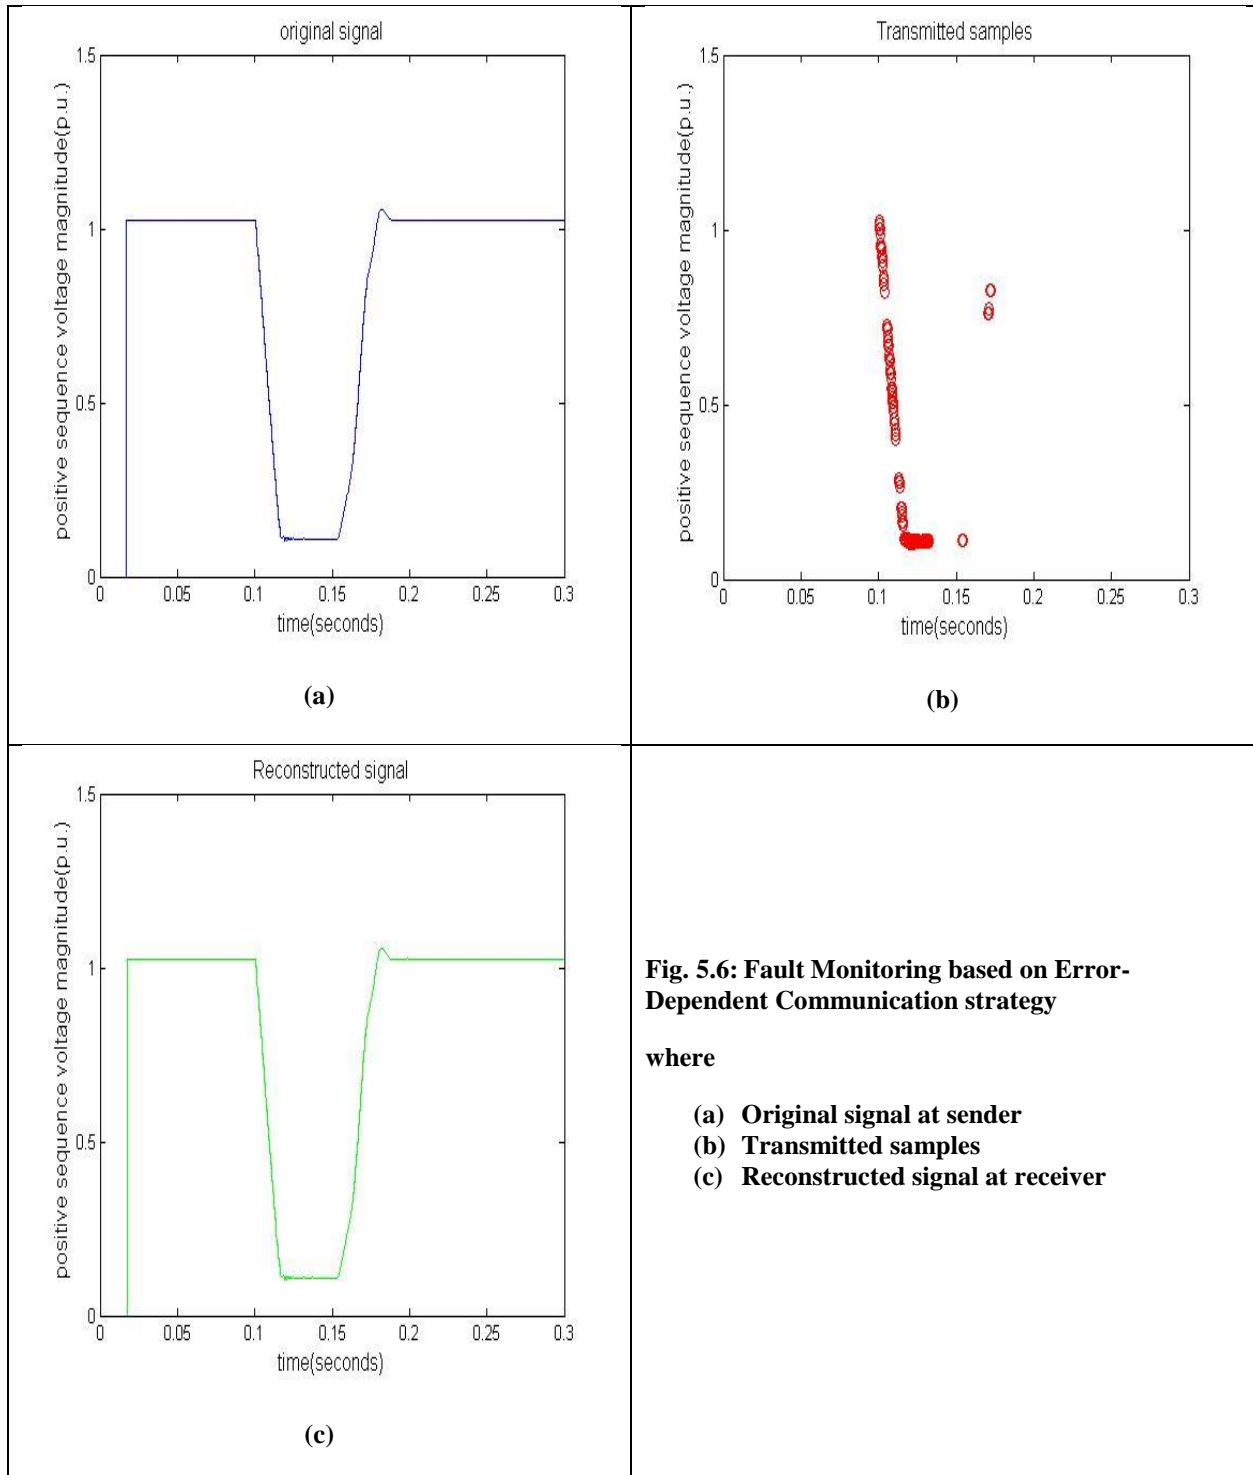 original signal
positive sequence voltage magnitude(p.u.)
1.5
1
0.5
0
0 0.05 0.1 0.15 0.2 0.25 0.3
time(seconds)
(a)
Transmitted samples
positive sequence voltage magnitude(p.u.)
1.5
1
0.5
0
0 0.05 0.1 0.15 0.2 0.25 0.3
time(seconds)
(b)
Reconstructed signal
positive sequence voltage magnitude(p.u.)
1.5
1
0.5
0
0 0.05 0.1 0.15 0.2 0.25 0.3
time(seconds)
(c)
Fig. 5.6: Fault Monitoring based on Error-
Dependent Communication strategy
where
(a) Original signal at sender
(b) Transmitted samples
(c) Reconstructed signal at receiver